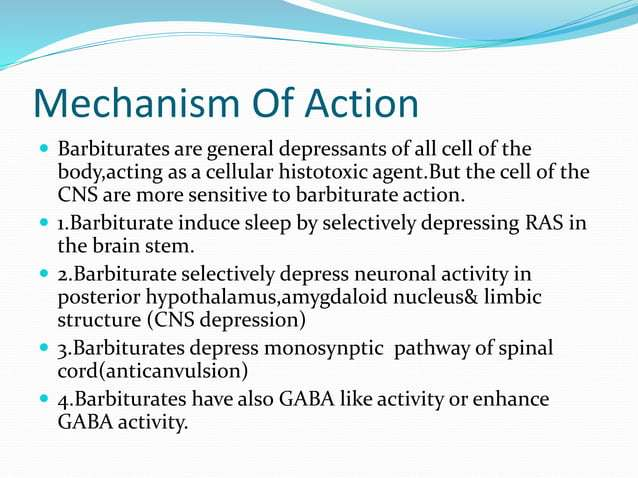 Mechanism Of Action
Barbiturates are general depressants of all cell of the
body,acting as a cellular histotoxic agent.But the cell of the
CNS are more sensitive to barbiturate action.
1.Barbiturate induce sleep by selectively depressing RAS in
the brain stem.
2.Barbiturate selectively depress neuronal activity in
posterior hypothalamus,amygdaloid nucleus& limbic
structure (CNS depression)
3.Barbiturates depress monosynptic pathway of spinal
cord(anticanvulsion)
4.Barbiturates have also GABA like activity or enhance
GABA activity.